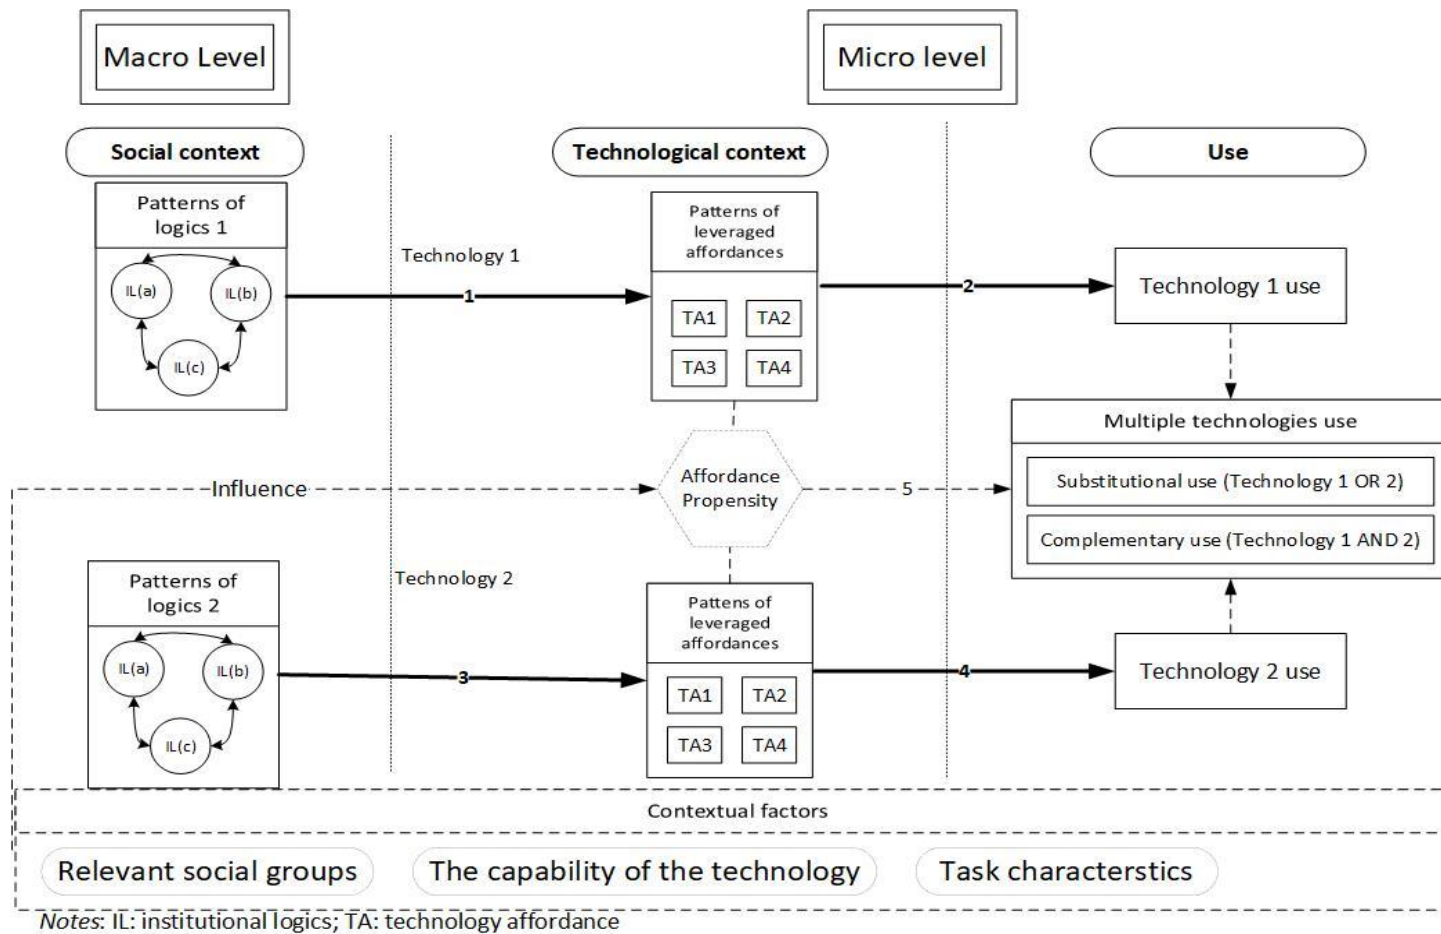 Macro Level
Micro level
Social context
Technological context
Use
Patterns of
logics 1
IL(a)
IL(b)
IL(c)
Technology 1
1
Patterns of
leveraged
affordances
TA1
TA2
TA3
TA4
2
Technology 1 use
Influence
Affordance
Propensity
5
Multiple technologies use
Substitutional use (Technology 1 OR 2)
Complementary use (Technology 1 AND 2)
Patterns of
logics 2
IL(a)
IL(b)
IL(c)
Technology 2
3
Pattens of
leveraged
affordances
TA1
TA2
TA3
TA4
4
Technology 2 use
Contextual factors
Relevant social groups
The capability of the technology
Task characterstics
Notes: IL: institutional logics; TA: technology affordance